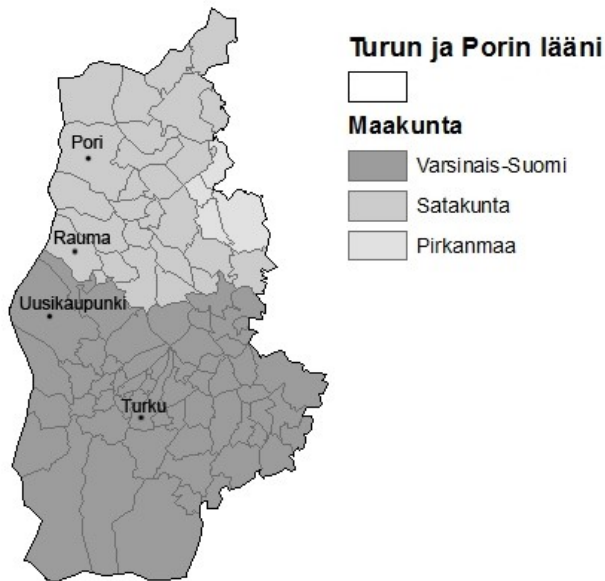 Turun ja Porin lääni
Maakunta
Varsinais-Suomi
Satakunta
Pirkanmaa
Pori
Rauma
Uusikaupunki
Turku